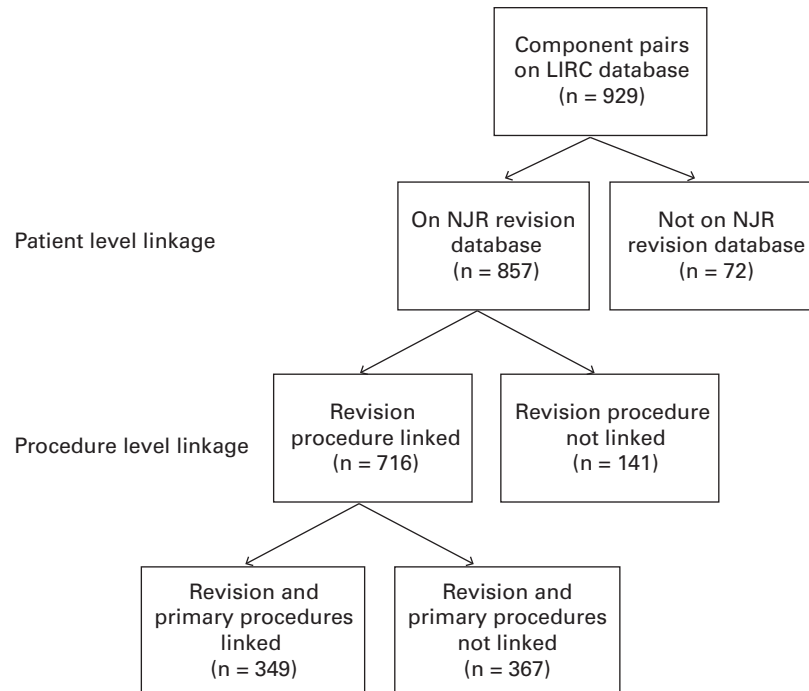 Component pairs
on LIRC database
(n = 929)
Patient level linkage
On NJR revision
database
(n = 857)
Not on NJR
revision database
(n = 72)
Procedure level linkage
Revision
procedure linked
(n = 716)
Revision procedure
not linked
(n = 141)
Revision and
primary procedures
linked
(n = 349)
Revision and
primary procedures
not linked
(n = 367)